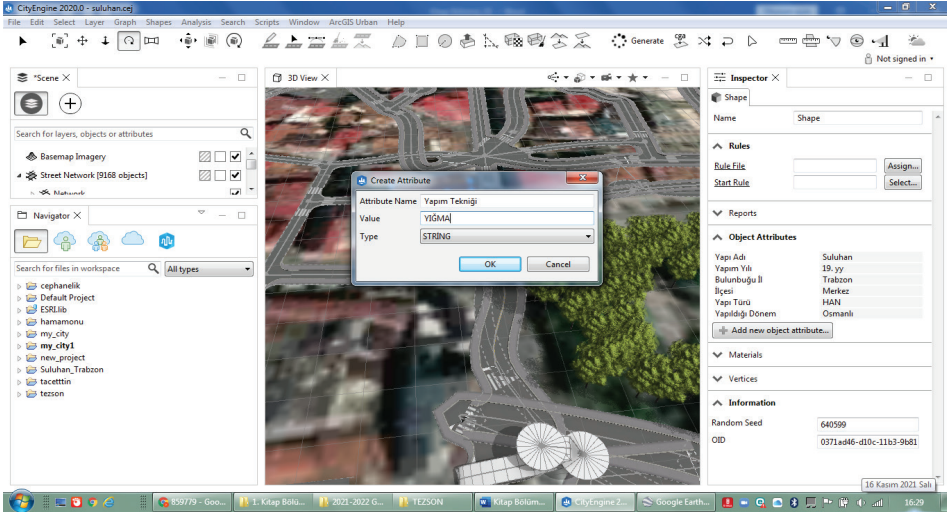 CityEngine 2020.0 - suluhan.cej
File Edit Select Layer Graph Shapes Analysis Search Scripts Window ArcGIS Urban Help
Generate
Not signed in
*Scene
Search for layers, objects or attributes
Basemap Imagery
Street Network [9168 objects]
Network
Navigator
Search for files in workspace All types
cephanelik
Default Project
ESRI.lib
hamamonu
my_city
my_city1
new_project
Suluhan_Trabzon
tacetttin
tezson
3D View
Create Attribute
Attribute Name Yapım Tekniği
Value YIĞMA
Type STRING
OK Cancel
Inspector
Shape
Name Shape
Rules
Rule File Assign...
Start Rule Select...
Reports
Object Attributes
Yapı Adı Suluhan
Yapım Yılı 19. yy
Bulunbuğu İl Trabzon
İlçesi Merkez
Yapı Türü HAN
Yapıldığı Dönem Osmanlı
Add new object attribute...
Materials
Vertices
Information
Random Seed 640599
OID 0371ad46-d10c-11b3-9b81
16 Kasım 2021 Salı
859779 - Goo... 1. Kitap Bölü... 2021-2022 G... TEZSON Kitap Bölüm... CityEngine 2... Google Earth... 16:29